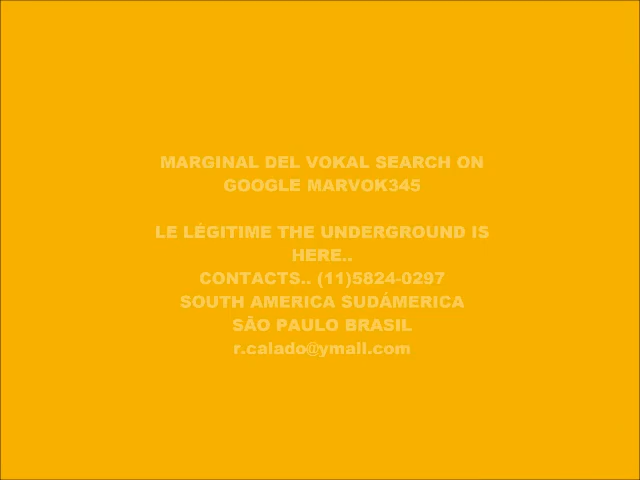 MARGINAL DEL VOKAL SEARCH ON
GOOGLE MARVOK345
LE LÉGITIME THE UNDERGROUND IS
HERE..
CONTACTS.. (11)5824-0297
SOUTH AMERICA SUDÁMERICA
SÃO PAULO BRASIL
r.calado@ymail.com